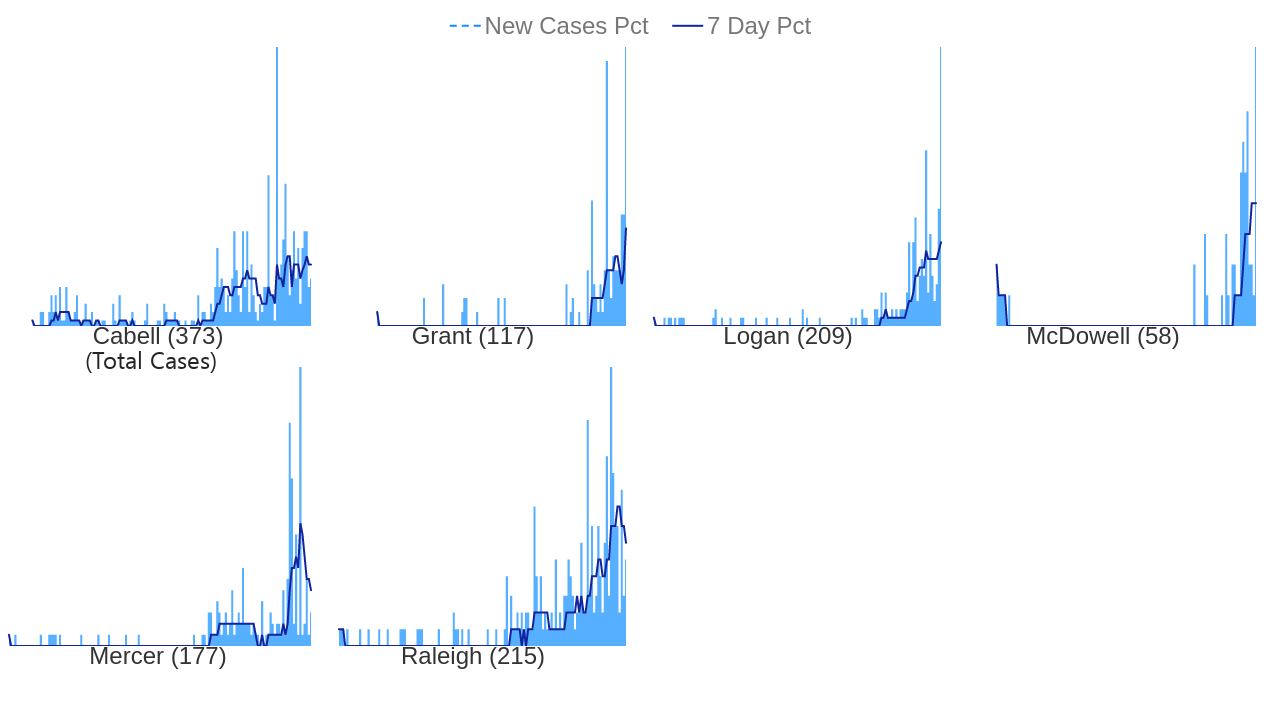 New Cases Pct 7 Day Pct
Cabell (373) Grant (117) Logan (209) McDowell (58)
(Total Cases)
Mercer (177) Raleigh (215)